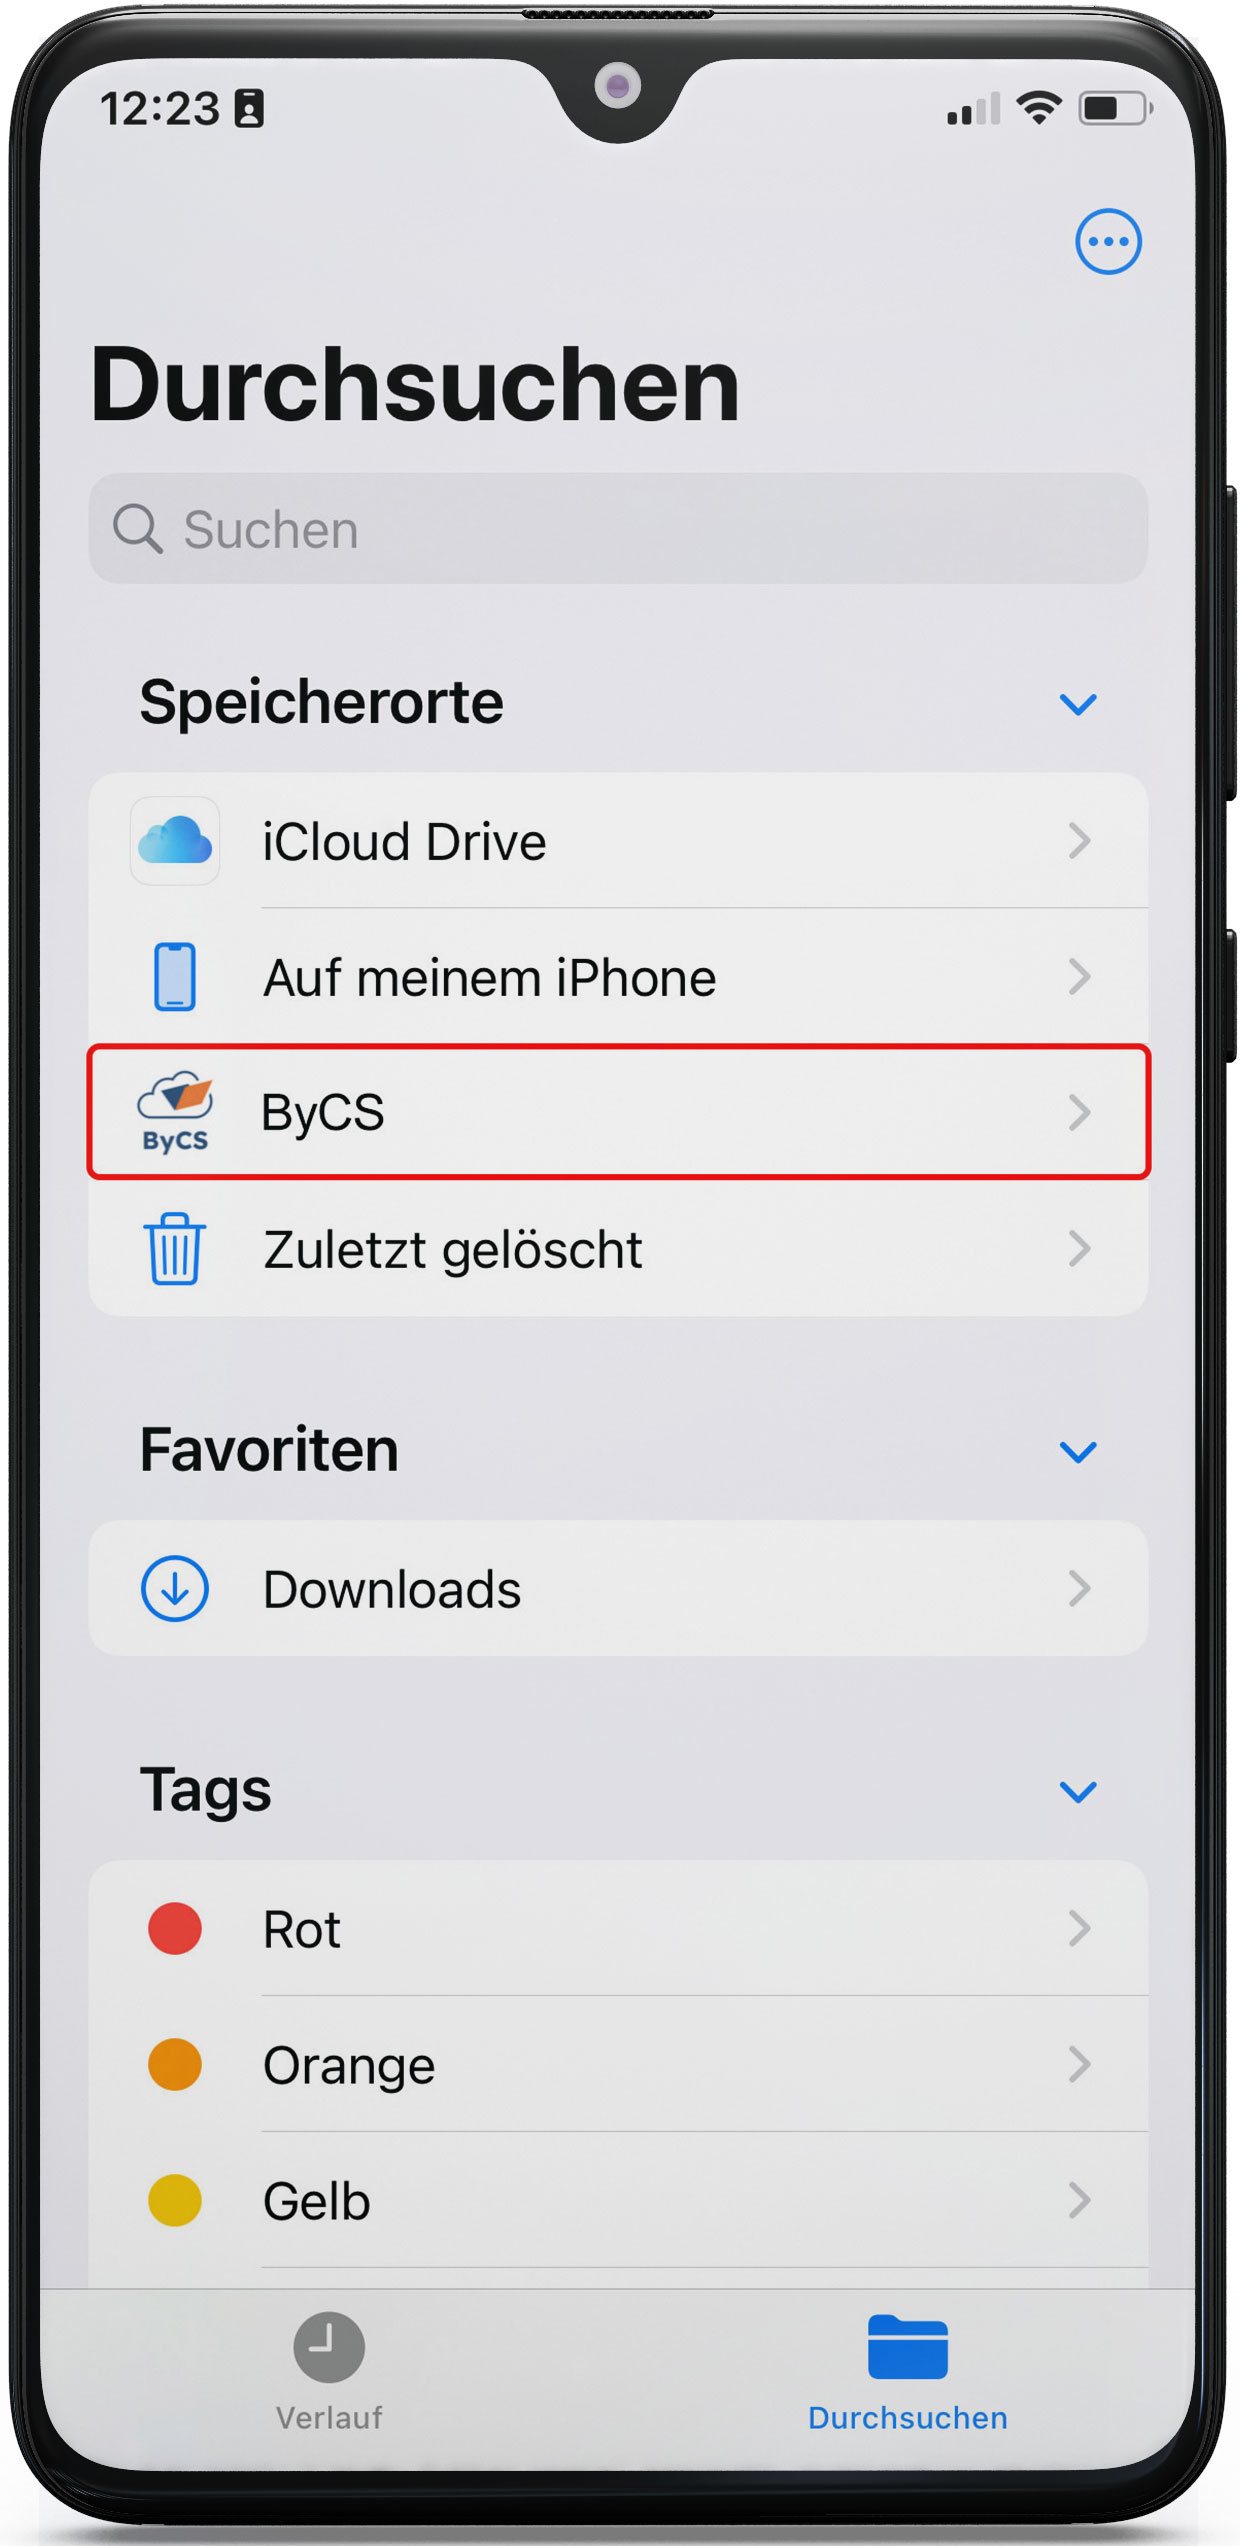 12:23
Durchsuchen
Suchen
Speicherorte
iCloud Drive
Auf meinem iPhone
ByCS
ByCS
Zuletzt gelöscht
Favoriten
Downloads
Tags
Rot
Orange
Gelb
Verlauf
Durchsuchen